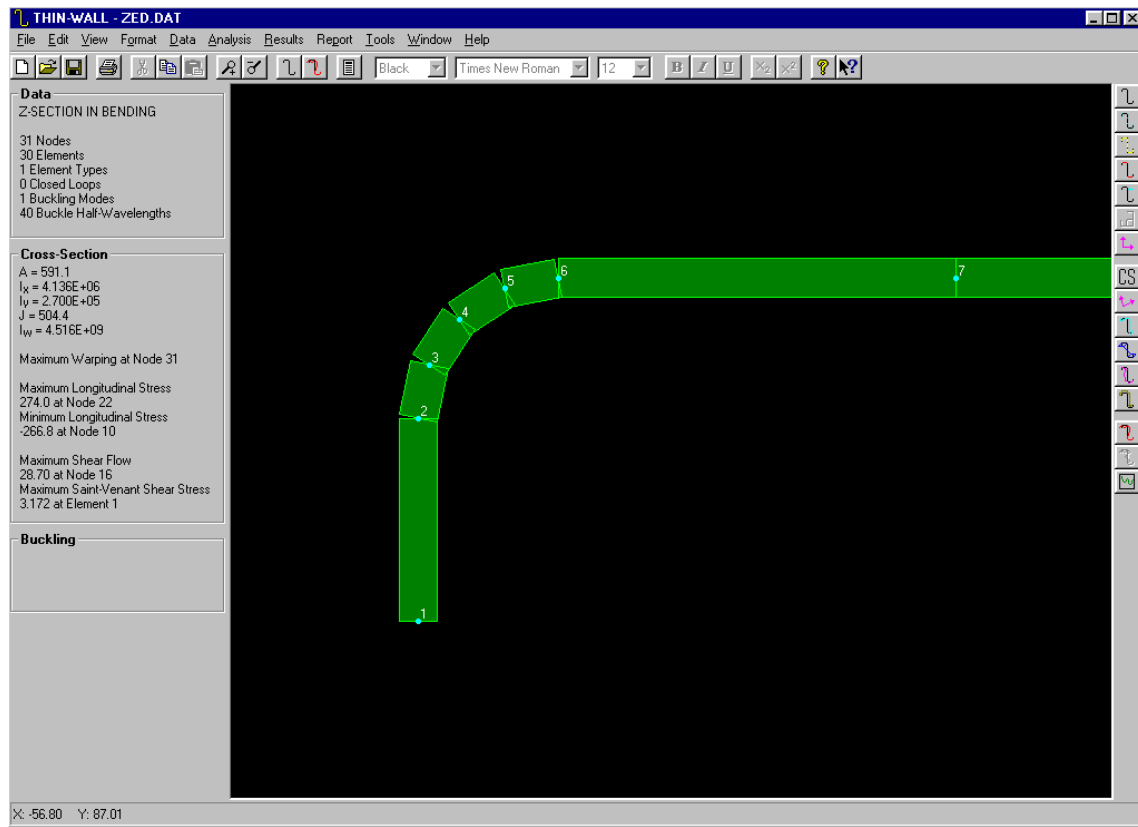 THIN-WALL - ZED.DAT
File Edit View Format Data Analysis Results Report Tools Window Help
Black Times New Roman 12 B I U X₂ x²
Data
Z-SECTION IN BENDING
31 Nodes
30 Elements
1 Element Types
0 Closed Loops
1 Buckling Modes
40 Buckle Half-Wavelengths
Cross-Section
A = 591.1
Ix = 4.136E+06
Iy = 2.700E+05
J = 504.4
Iw = 4.516E+09
Maximum Warping at Node 31
Maximum Longitudinal Stress
274.0 at Node 22
Minimum Longitudinal Stress
-266.8 at Node 10
Maximum Shear Flow
28.70 at Node 16
Maximum Saint-Venant Shear Stress
3.172 at Element 1
Buckling
5 6 7
4
3
2
1
CS
X: -56.80 Y: 87.01